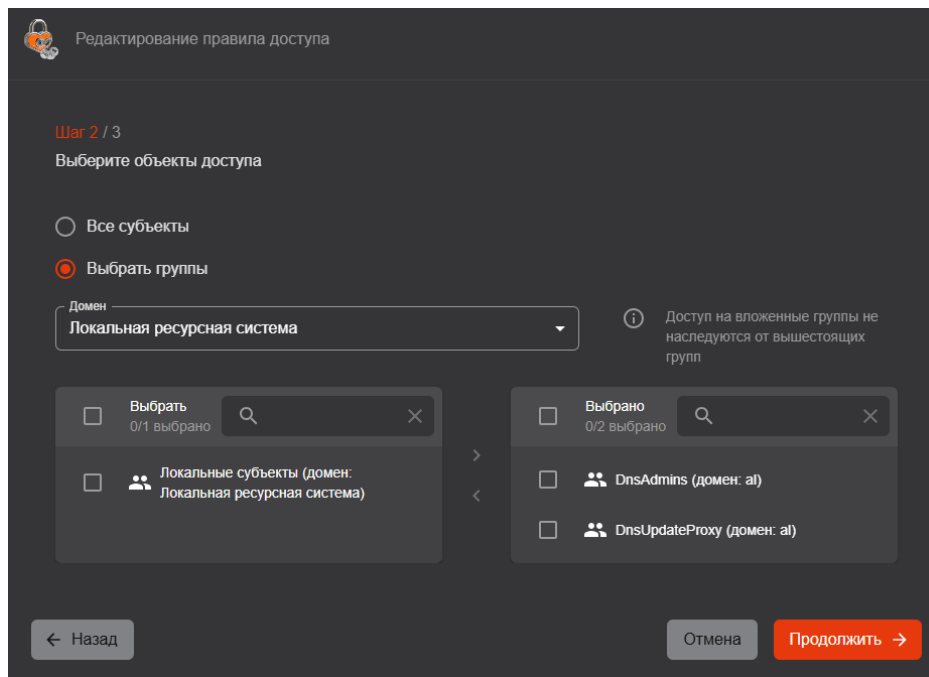 Редактирование правила доступа
Шаг 2 / 3
Выберите объекты доступа
Все субъекты
Выбрать группы
Домен
Локальная ресурсная система
Доступ на вложенные группы не
наследуются от вышестоящих
групп
Выбрать
0/1 выбрано
Локальные субъекты (домен:
Локальная ресурсная система)
Выбрано
0/2 выбрано
DnsAdmins (домен: al)
DnsUpdateProxy (домен: al)
Назад
Отмена
Продолжить